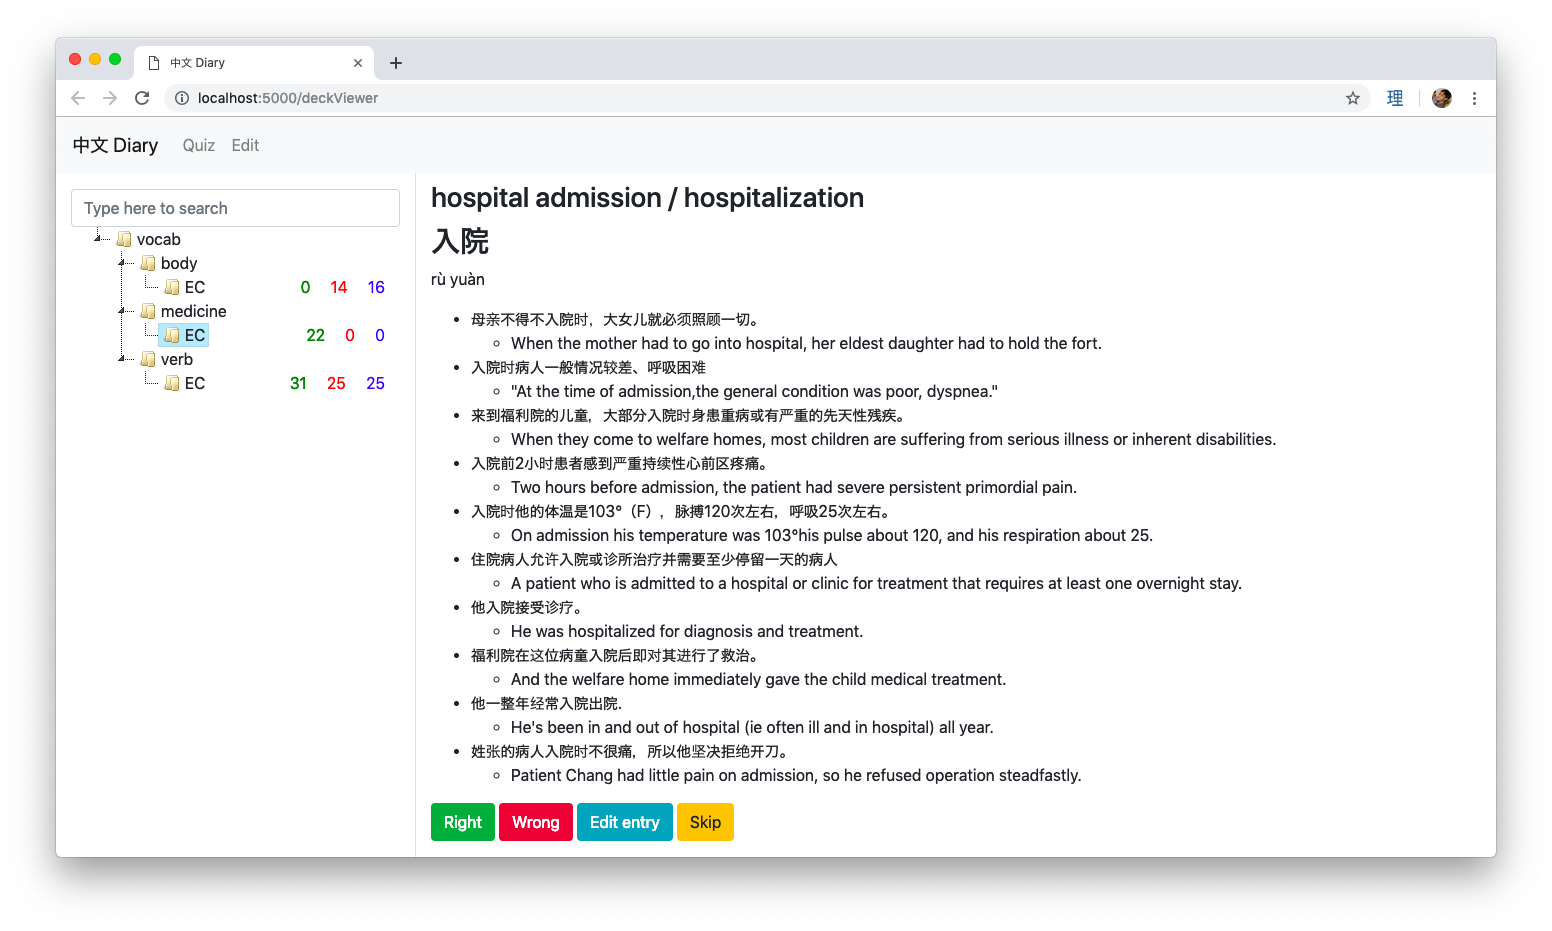 中文 Diary
localhost:5000/deckViewer
理
中文 Diary Quiz Edit
Type here to search
vocab
body
EC 0 14 16
medicine
EC 22 0 0
verb
EC 31 25 25
hospital admission / hospitalization
入院
rù yuàn
母亲不得不入院时，大女儿就必须照顾一切。
When the mother had to go into hospital, her eldest daughter had to hold the fort.
入院时病人一般情况较差、呼吸困难
"At the time of admission,the general condition was poor, dyspnea."
来到福利院的儿童，大部分入院时身患重病或有严重的先天性残疾。
When they come to welfare homes, most children are suffering from serious illness or inherent disabilities.
入院前2小时患者感到严重持续性心前区疼痛。
Two hours before admission, the patient had severe persistent primordial pain.
入院时他的体温是103°（F），脉搏120次左右，呼吸25次左右。
On admission his temperature was 103°his pulse about 120, and his respiration about 25.
住院病人允许入院或诊所治疗并需要至少停留一天的病人
A patient who is admitted to a hospital or clinic for treatment that requires at least one overnight stay.
他入院接受诊疗。
He was hospitalized for diagnosis and treatment.
福利院在这位病童入院后即对其进行了救治。
And the welfare home immediately gave the child medical treatment.
他一整年经常入院出院.
He's been in and out of hospital (ie often ill and in hospital) all year.
姓张的病人入院时不很痛，所以他坚决拒绝开刀。
Patient Chang had little pain on admission, so he refused operation steadfastly.
Right Wrong Edit entry Skip